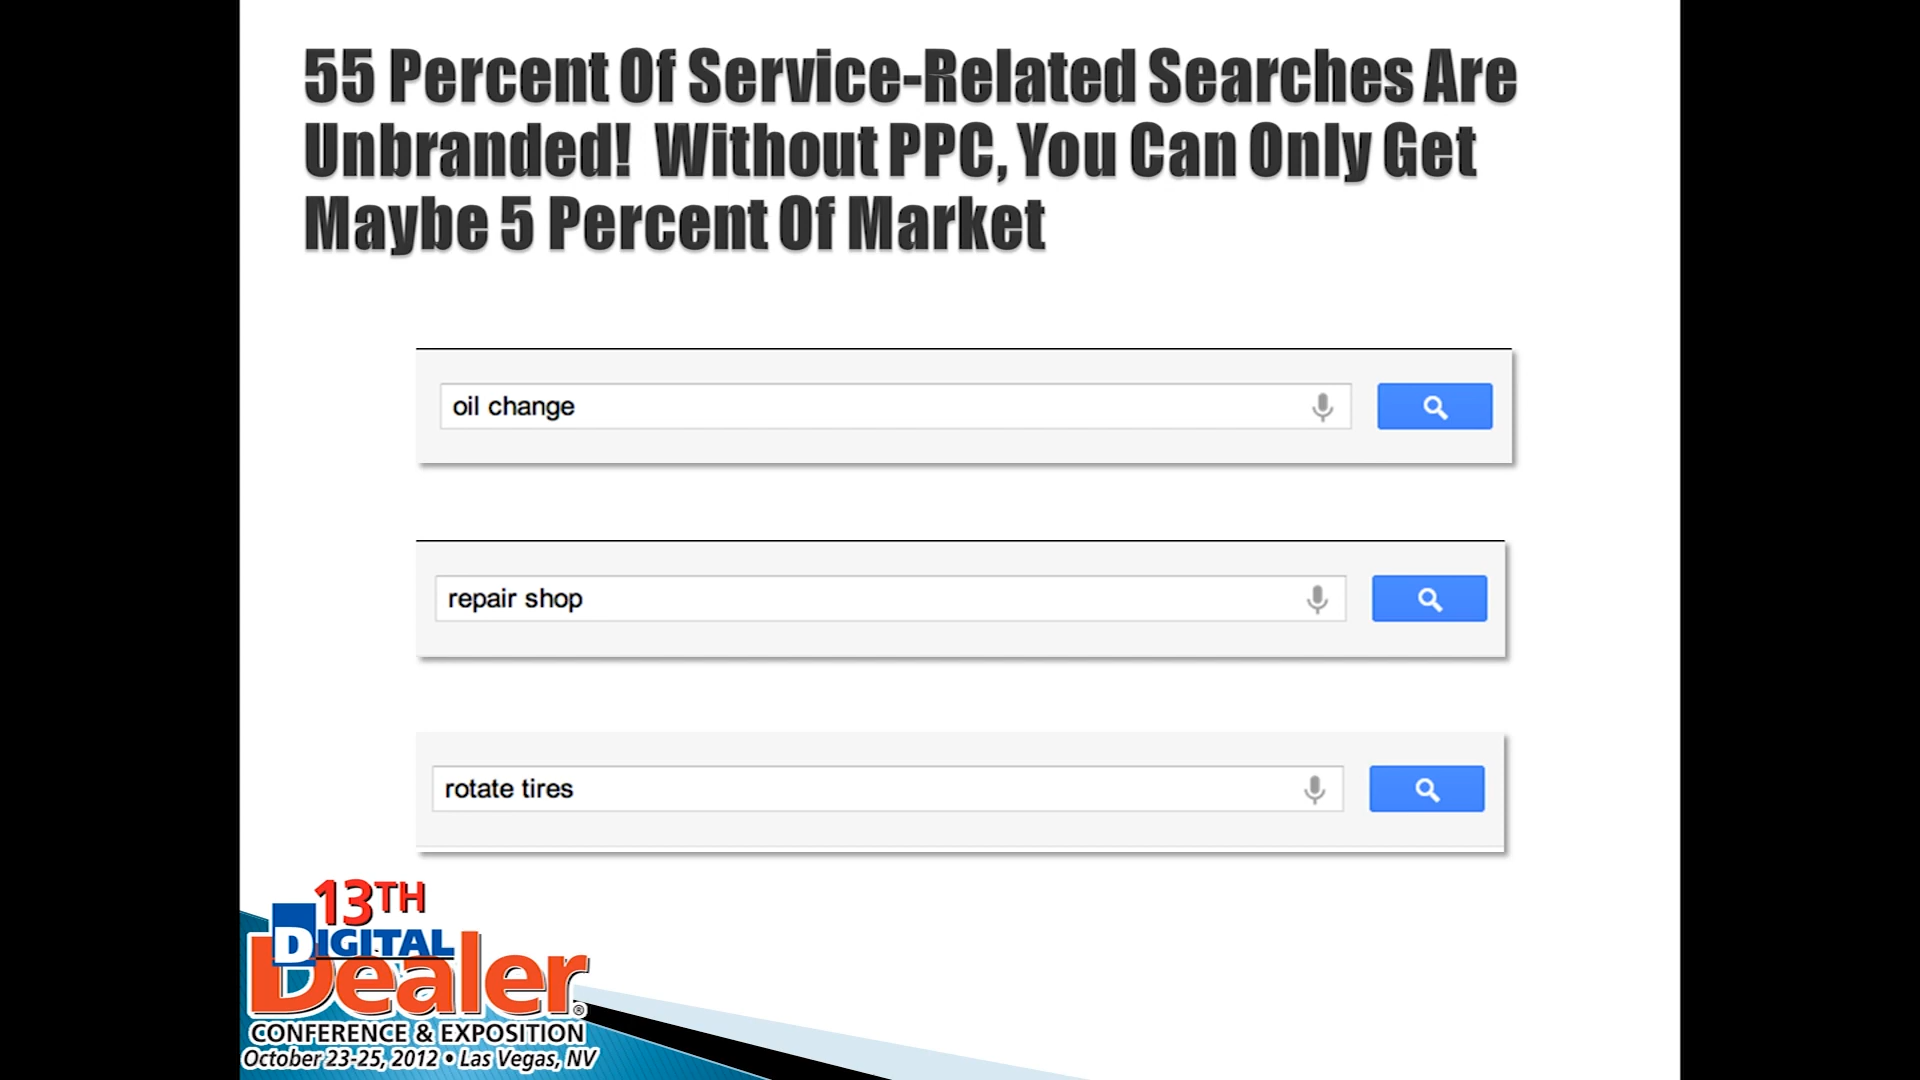 55 Percent Of Service-Related Searches Are
Unbranded!  Without PPC, You Can Only Get
Maybe 5 Percent Of Market
oil change
repair shop
rotate tires
13TH
DIGITAL
Dealer®
CONFERENCE & EXPOSITION
October 23-25, 2012 • Las Vegas, NV